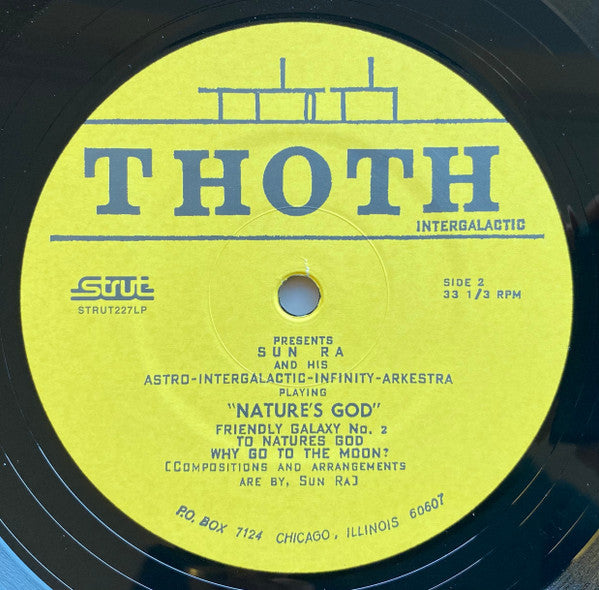 THOTH
INTERGALACTIC
Strut
STRUT227LP
SIDE 2
33 1/3 RPM
PRESENTS
SUN RA
AND HIS
ASTRO-INTERGALACTIC-INFINITY-ARKESTRA
PLAYING
"NATURE'S GOD"
FRIENDLY GALAXY No. 2
TO NATURES GOD
WHY GO TO THE MOON?
[COMPOSITIONS AND ARRANGEMENTS
ARE BY, SUN RA]
P.O. BOX 7124 CHICAGO, ILLINOIS 60607